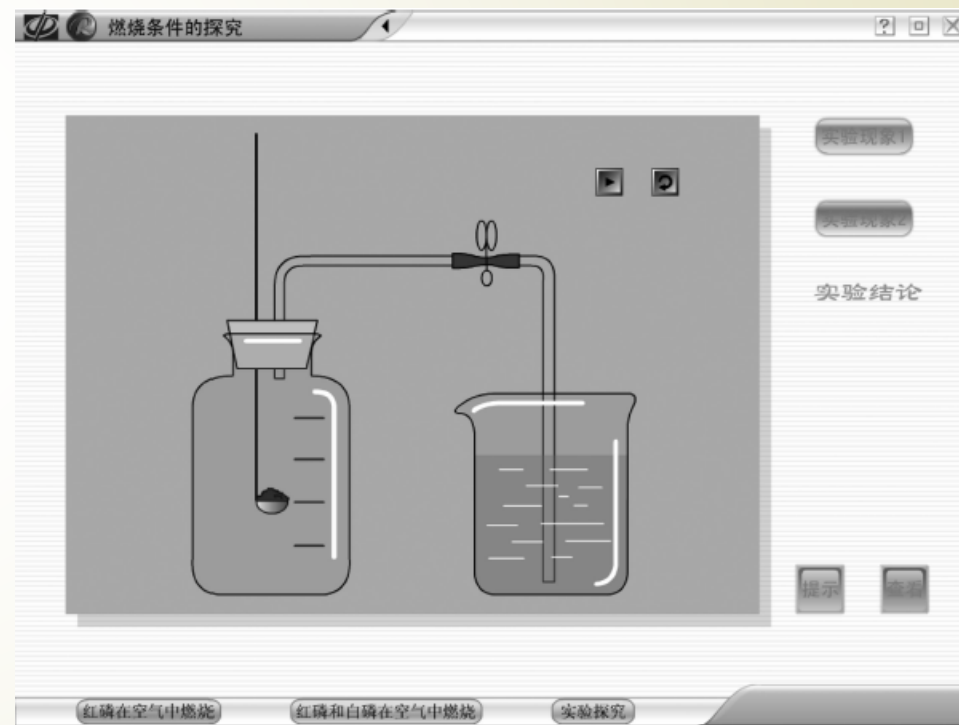 燃烧条件的探究
?
实验现象1
实验现象2
实验结论
提示
查看
红磷在空气中燃烧
红磷和白磷在空气中燃烧
实验探究